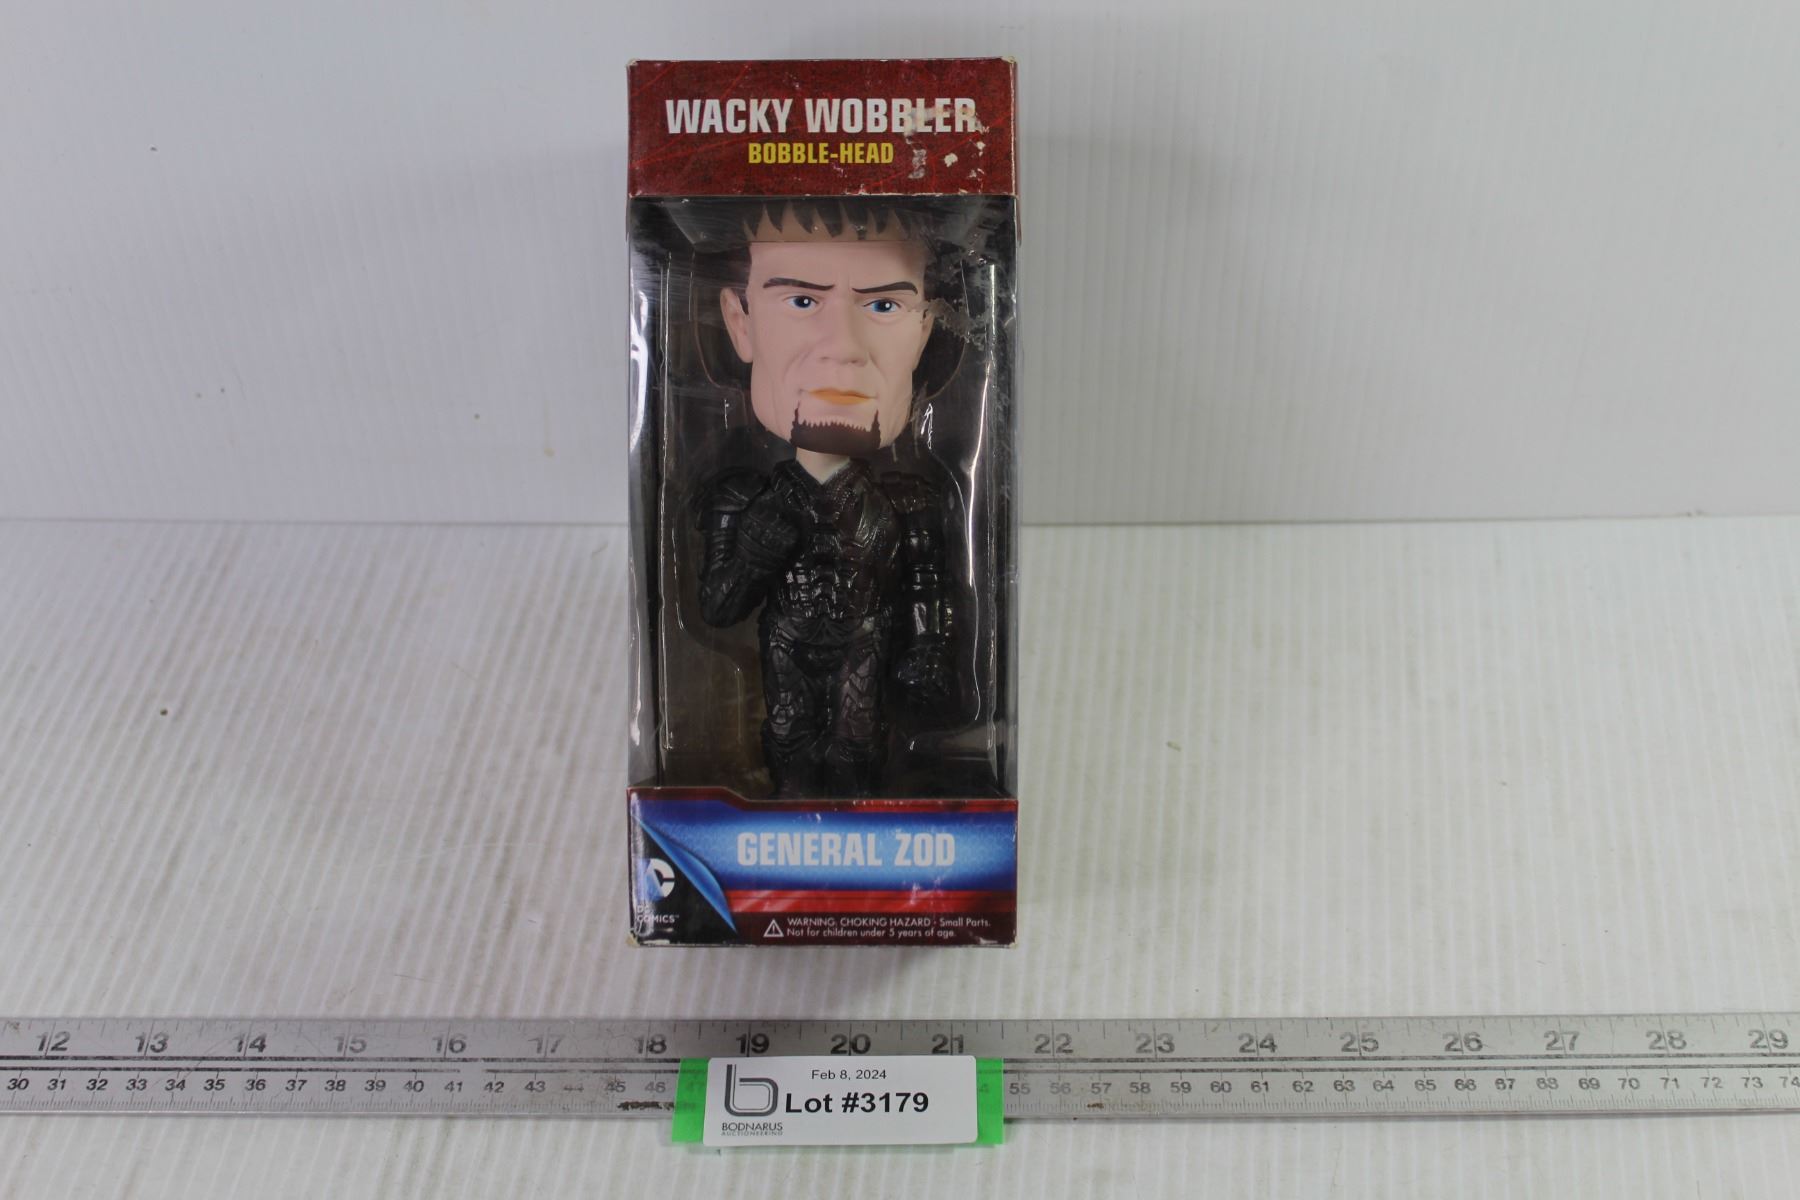 WACKY WOBBLER
BOBBLE-HEAD
GENERAL ZOD
DC
COMICS™
WARNING: CHOKING HAZARD - Small Parts.
Not for children under 5 years of age.
12 13 14 15 16 17 18 19 20 21 22 23 24 25 26 27 28 29
30 31 32 33 34 35 36 37 38 39 40 41 42 43 44 45 46 55 56 57 58 59 60 61 62 63 64 65 66 67 68 69 70 71 72 73 74
Feb 8, 2024
Lot #3179
BODNARUS
AUCTIONEERING